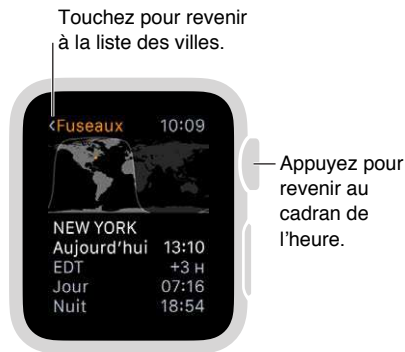 Touchez pour revenir
à la liste des villes.
<Fuseaux 10:09
NEW YORK
Aujourd'hui 13:10
EDT +3 H
Jour 07:16
Nuit 18:54
Appuyez pour
revenir au
cadran de
l'heure.